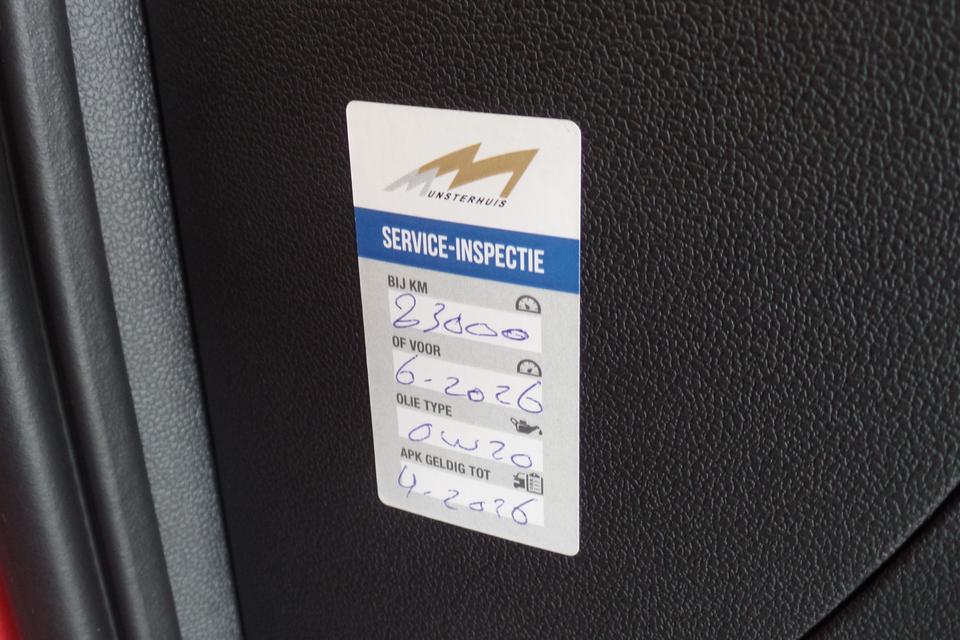 MUNSTERHUIS
SERVICE-INSPECTIE
BIJ KM
23000
OF VOOR
6-2026
OLIE TYPE
0W20
APK GELDIG TOT
4-2026